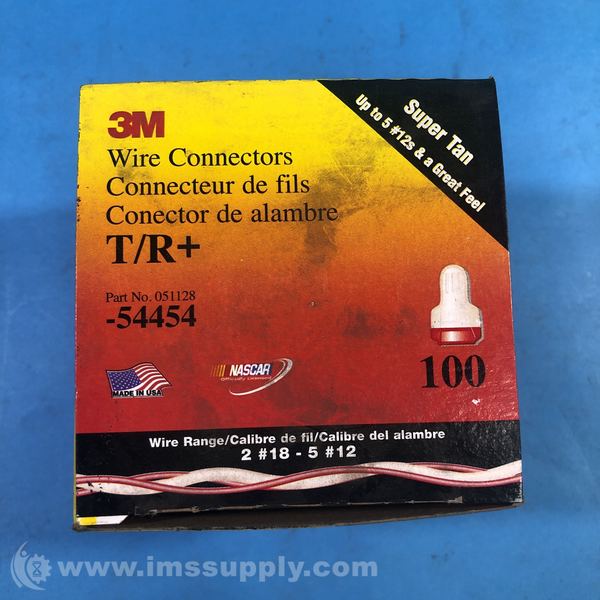 3M
Super Tan
Up to 5 #12s & a Great Feel
Wire Connectors
Connecteur de fils
Conector de alambre
T/R+
Part No. 051128
-54454
MADE IN USA
NASCAR
Officially Licensed
100
Wire Range/Calibre de fil/Calibre del alambre
2 #18 - 5 #12
www.imssupply.com